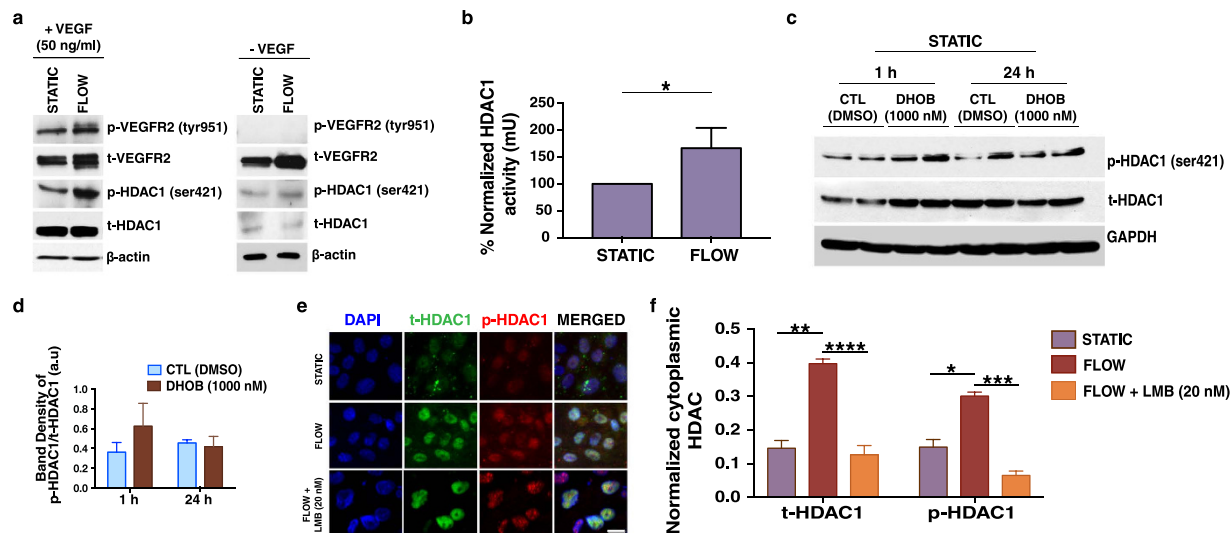 a
+ VEGF
(50 ng/ml)
STATIC
FLOW
p-VEGFR2 (tyr951)
t-VEGFR2
p-HDAC1 (ser421)
t-HDAC1
β-actin
- VEGF
STATIC
FLOW
p-VEGFR2 (tyr951)
t-VEGFR2
p-HDAC1 (ser421)
t-HDAC1
β-actin
b
% Normalized HDAC1
activity (mU)
250
200
150
100
50
0
*
STATIC
FLOW
c
STATIC
1 h
24 h
CTL
(DMSO)
DHOB
(1000 nM)
CTL
(DMSO)
DHOB
(1000 nM)
p-HDAC1 (ser421)
t-HDAC1
GAPDH
d
Band Density of
p-HDAC1/t-HDAC1 (a.u)
1.0
0.8
0.6
0.4
0.2
0.0
CTL (DMSO)
DHOB (1000 nM)
1 h
24 h
e
DAPI
t-HDAC1
p-HDAC1
MERGED
STATIC
FLOW
FLOW +
LMB (20 nM)
f
Normalized cytoplasmic
HDAC
0.5
0.4
0.3
0.2
0.1
0.0
**
****
*
***
t-HDAC1
p-HDAC1
STATIC
FLOW
FLOW + LMB (20 nM)